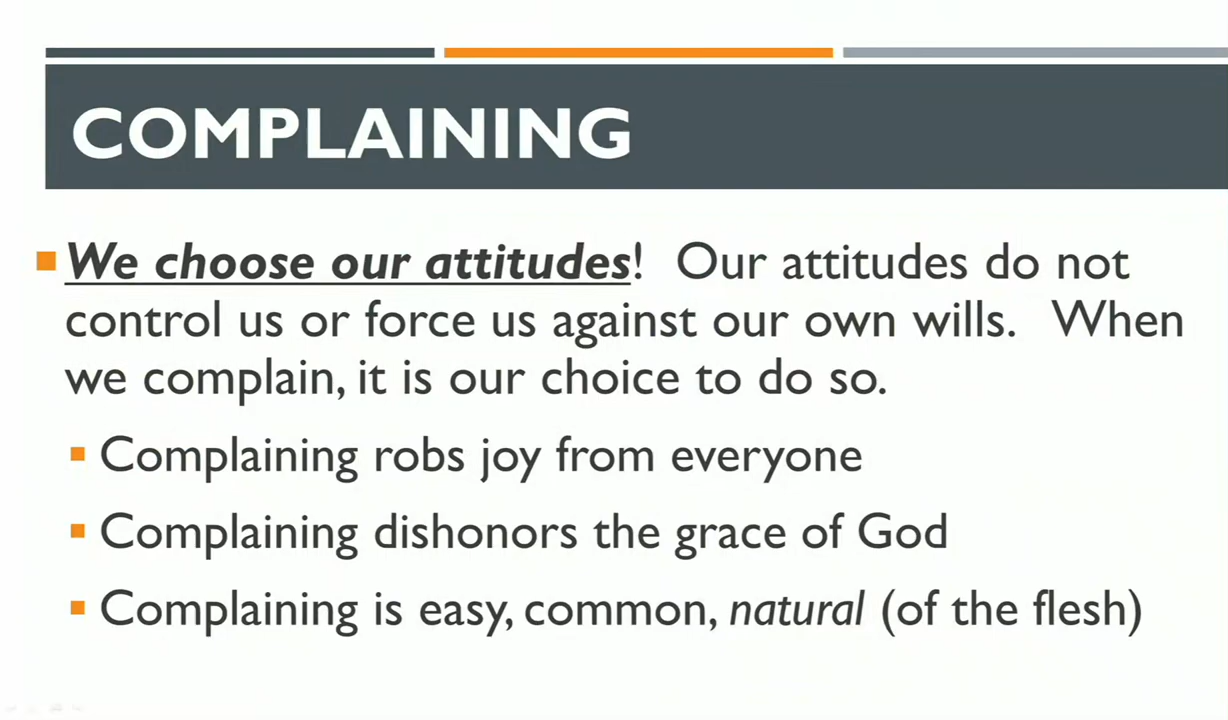 COMPLAINING
We choose our attitudes! Our attitudes do not
control us or force us against our own wills. When
we complain, it is our choice to do so.
Complaining robs joy from everyone
Complaining dishonors the grace of God
Complaining is easy, common, natural (of the flesh)